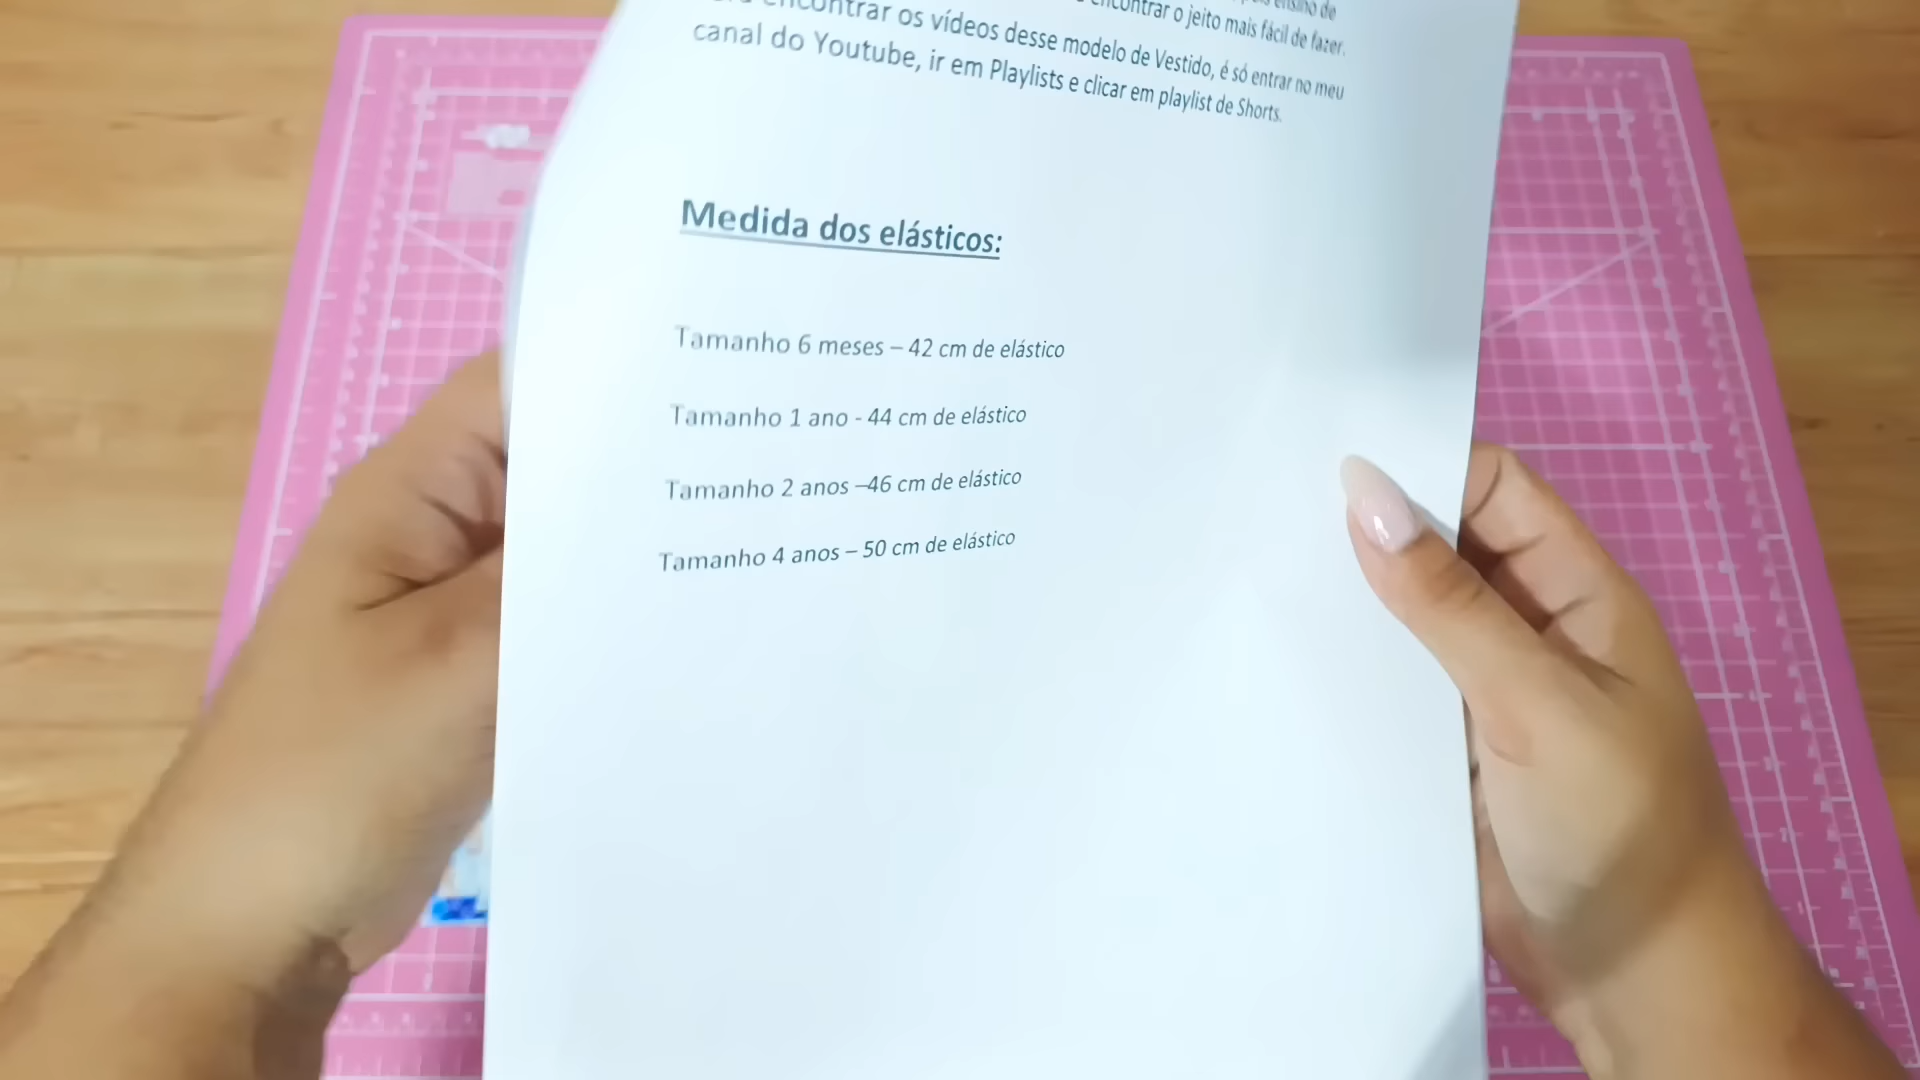 ensino de
encontrar o jeito mais fácil de fazer.
encontrar os vídeos desse modelo de Vestido, é só entrar no meu
canal do Youtube, ir em Playlists e clicar em playlist de Shorts.
Medida dos elásticos:
Tamanho 6 meses – 42 cm de elástico
Tamanho 1 ano - 44 cm de elástico
Tamanho 2 anos –46 cm de elástico
Tamanho 4 anos – 50 cm de elástico